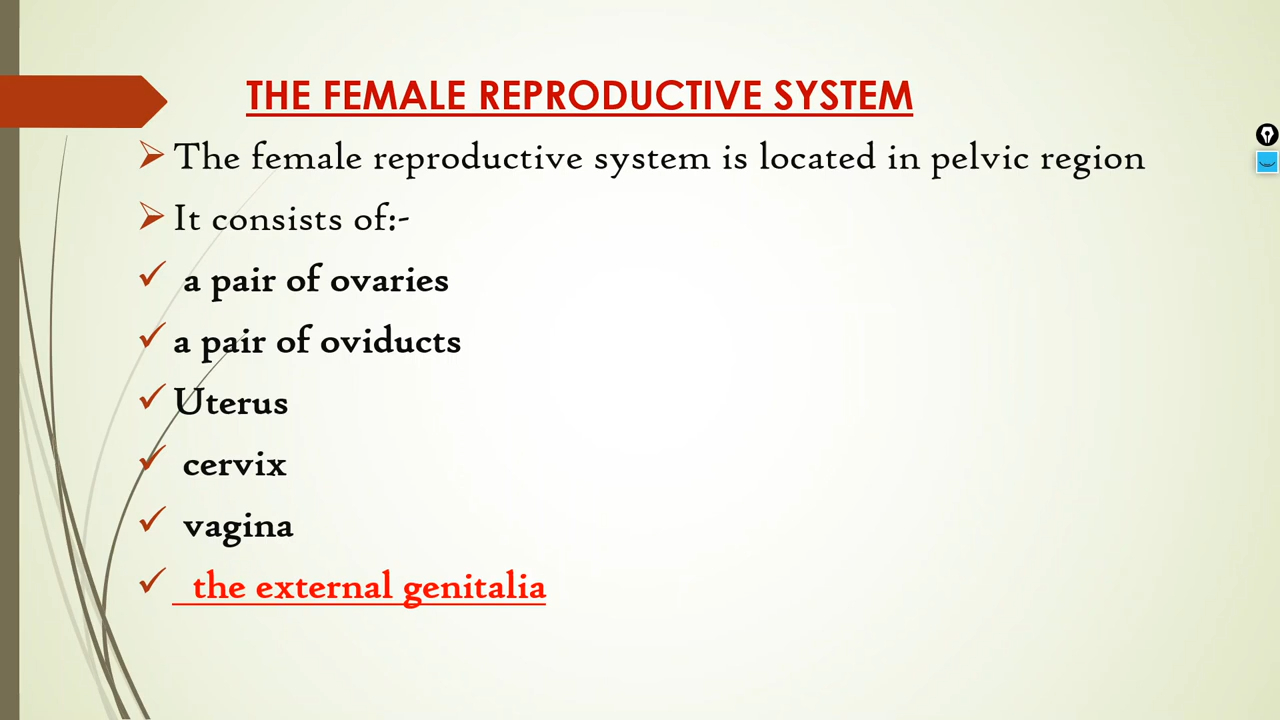 THE FEMALE REPRODUCTIVE SYSTEM
The female reproductive system is located in pelvic region
It consists of:-
a pair of ovaries
a pair of oviducts
Uterus
cervix
vagina
the external genitalia